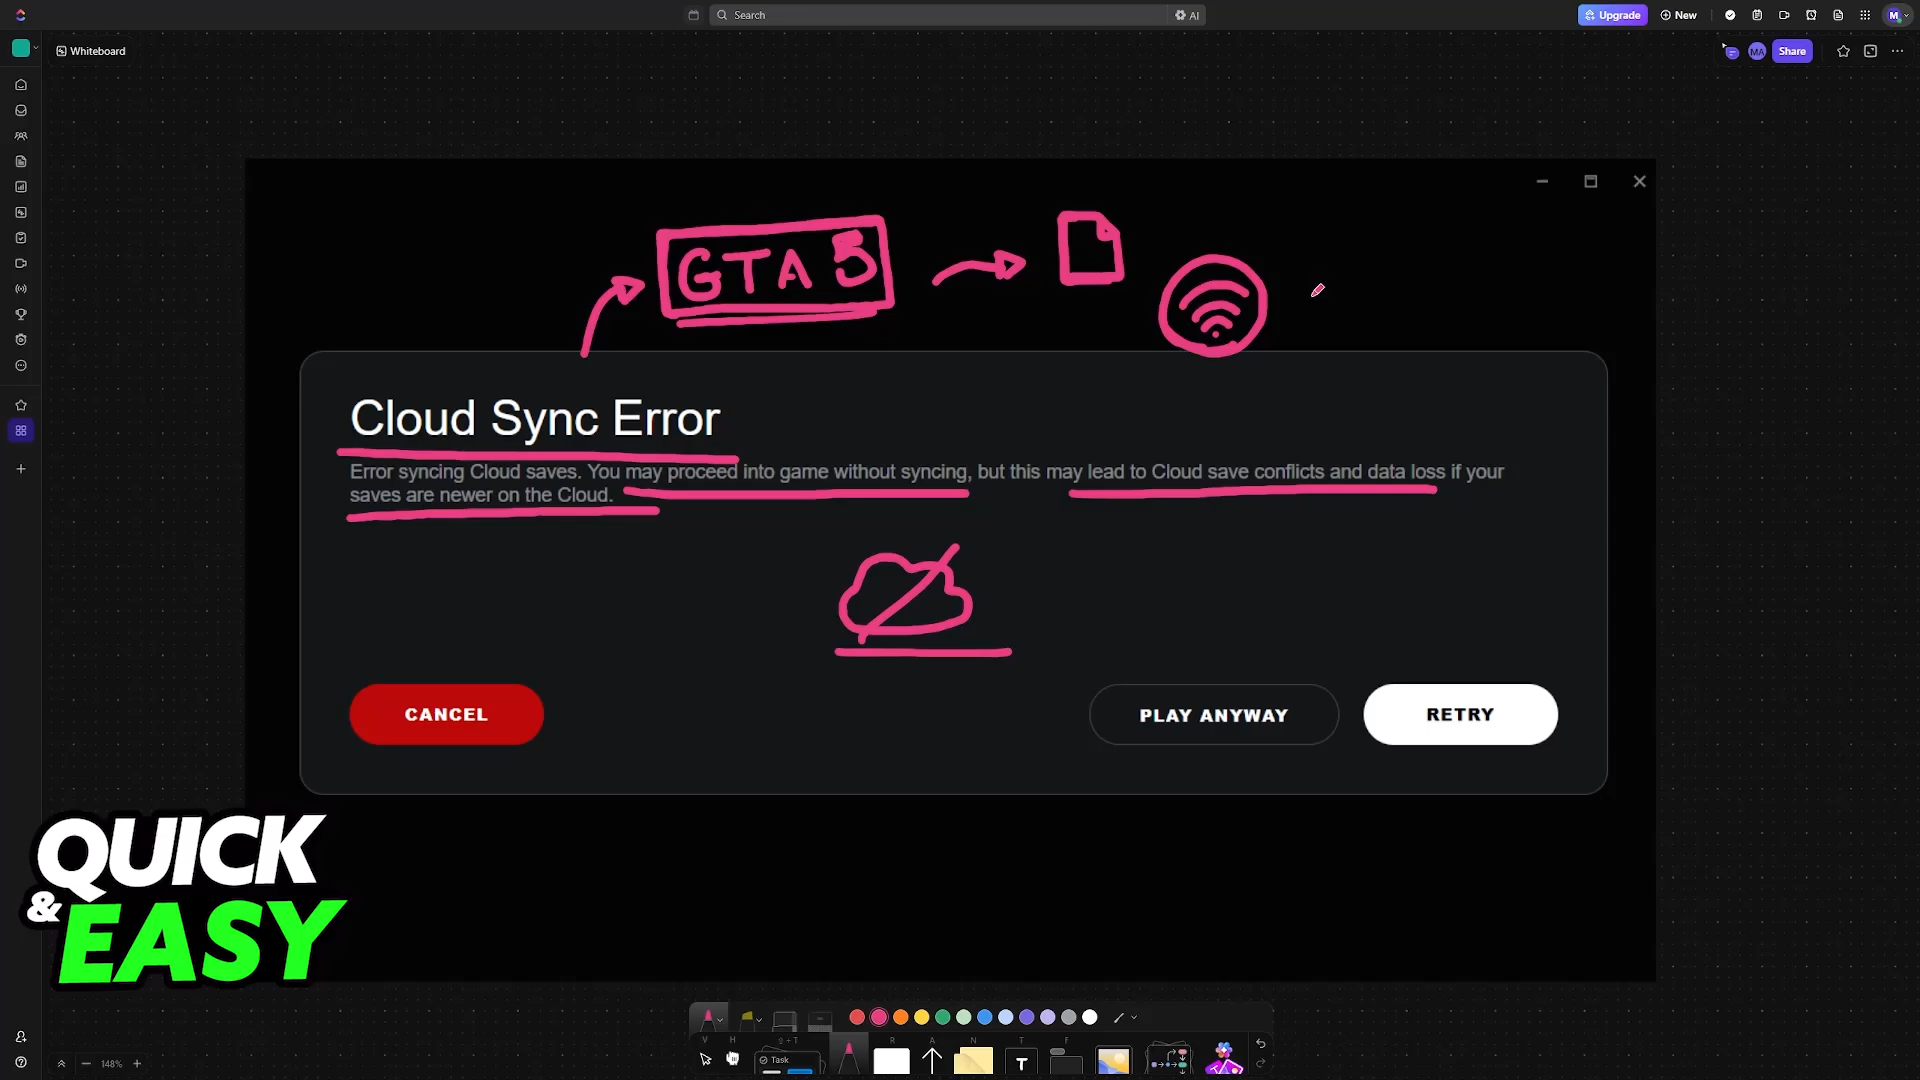 Search
AI
Upgrade
New
M
Whiteboard
MA
Share
GTA 5
Cloud Sync Error
Error syncing Cloud saves. You may proceed into game without syncing, but this may lead to Cloud save conflicts and data loss if your
saves are newer on the Cloud.
CANCEL
PLAY ANYWAY
RETRY
QUICK
& EASY
V
H
⇧+T
R
A
N
T
F
Task
T
148%